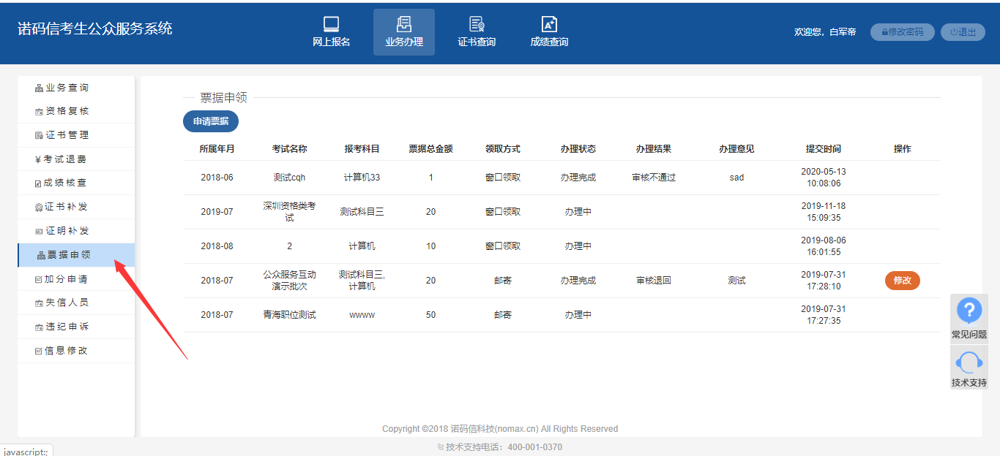 诺码信考生公众服务系统
网上报名
业务办理
证书查询
成绩查询
欢迎您，白军帝
修改密码
退出
业务查询
资格复核
证书管理
¥考试退费
成绩核查
证书补发
证明补发
票据申领
加分申请
失信人员
违纪申诉
信息修改
票据申领
申请票据
所属年月 考试名称 报考科目 票据总金额 领取方式 办理状态 办理结果 办理意见 提交时间 操作
2018-06 测试cqh 计算机33 1 窗口领取 办理完成 审核不通过 sad 2020-05-13
10:08:06
2019-07 深圳资格类考 测试科目三 20 窗口领取 办理中 2019-11-18
试 15:09:35
2018-08 2 计算机 10 窗口领取 办理中 2019-08-06
16:01:55
2018-07 公众服务互动 测试科目三, 20 邮寄 办理完成 审核退回 测试 2019-07-31 修改
演示批次 计算机 17:28:10
2018-07 青海职位测试 wwww 50 邮寄 办理中 2019-07-31
17:27:35
?
常见问题
技术支持
Copyright ©2018 诺码信科技(nomax.cn) All Rights Reserved
技术支持电话：400-001-0370
javascript:;